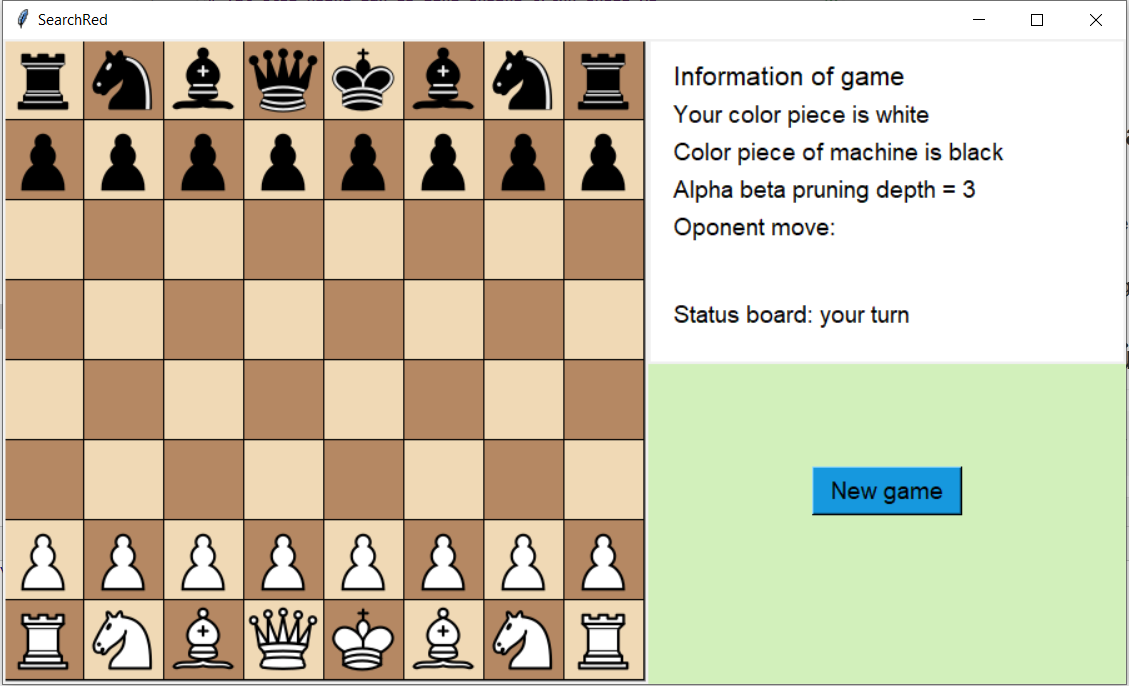 SearchRed
Information of game
Your color piece is white
Color piece of machine is black
Alpha beta pruning depth = 3
Oponent move:
Status board: your turn
New game